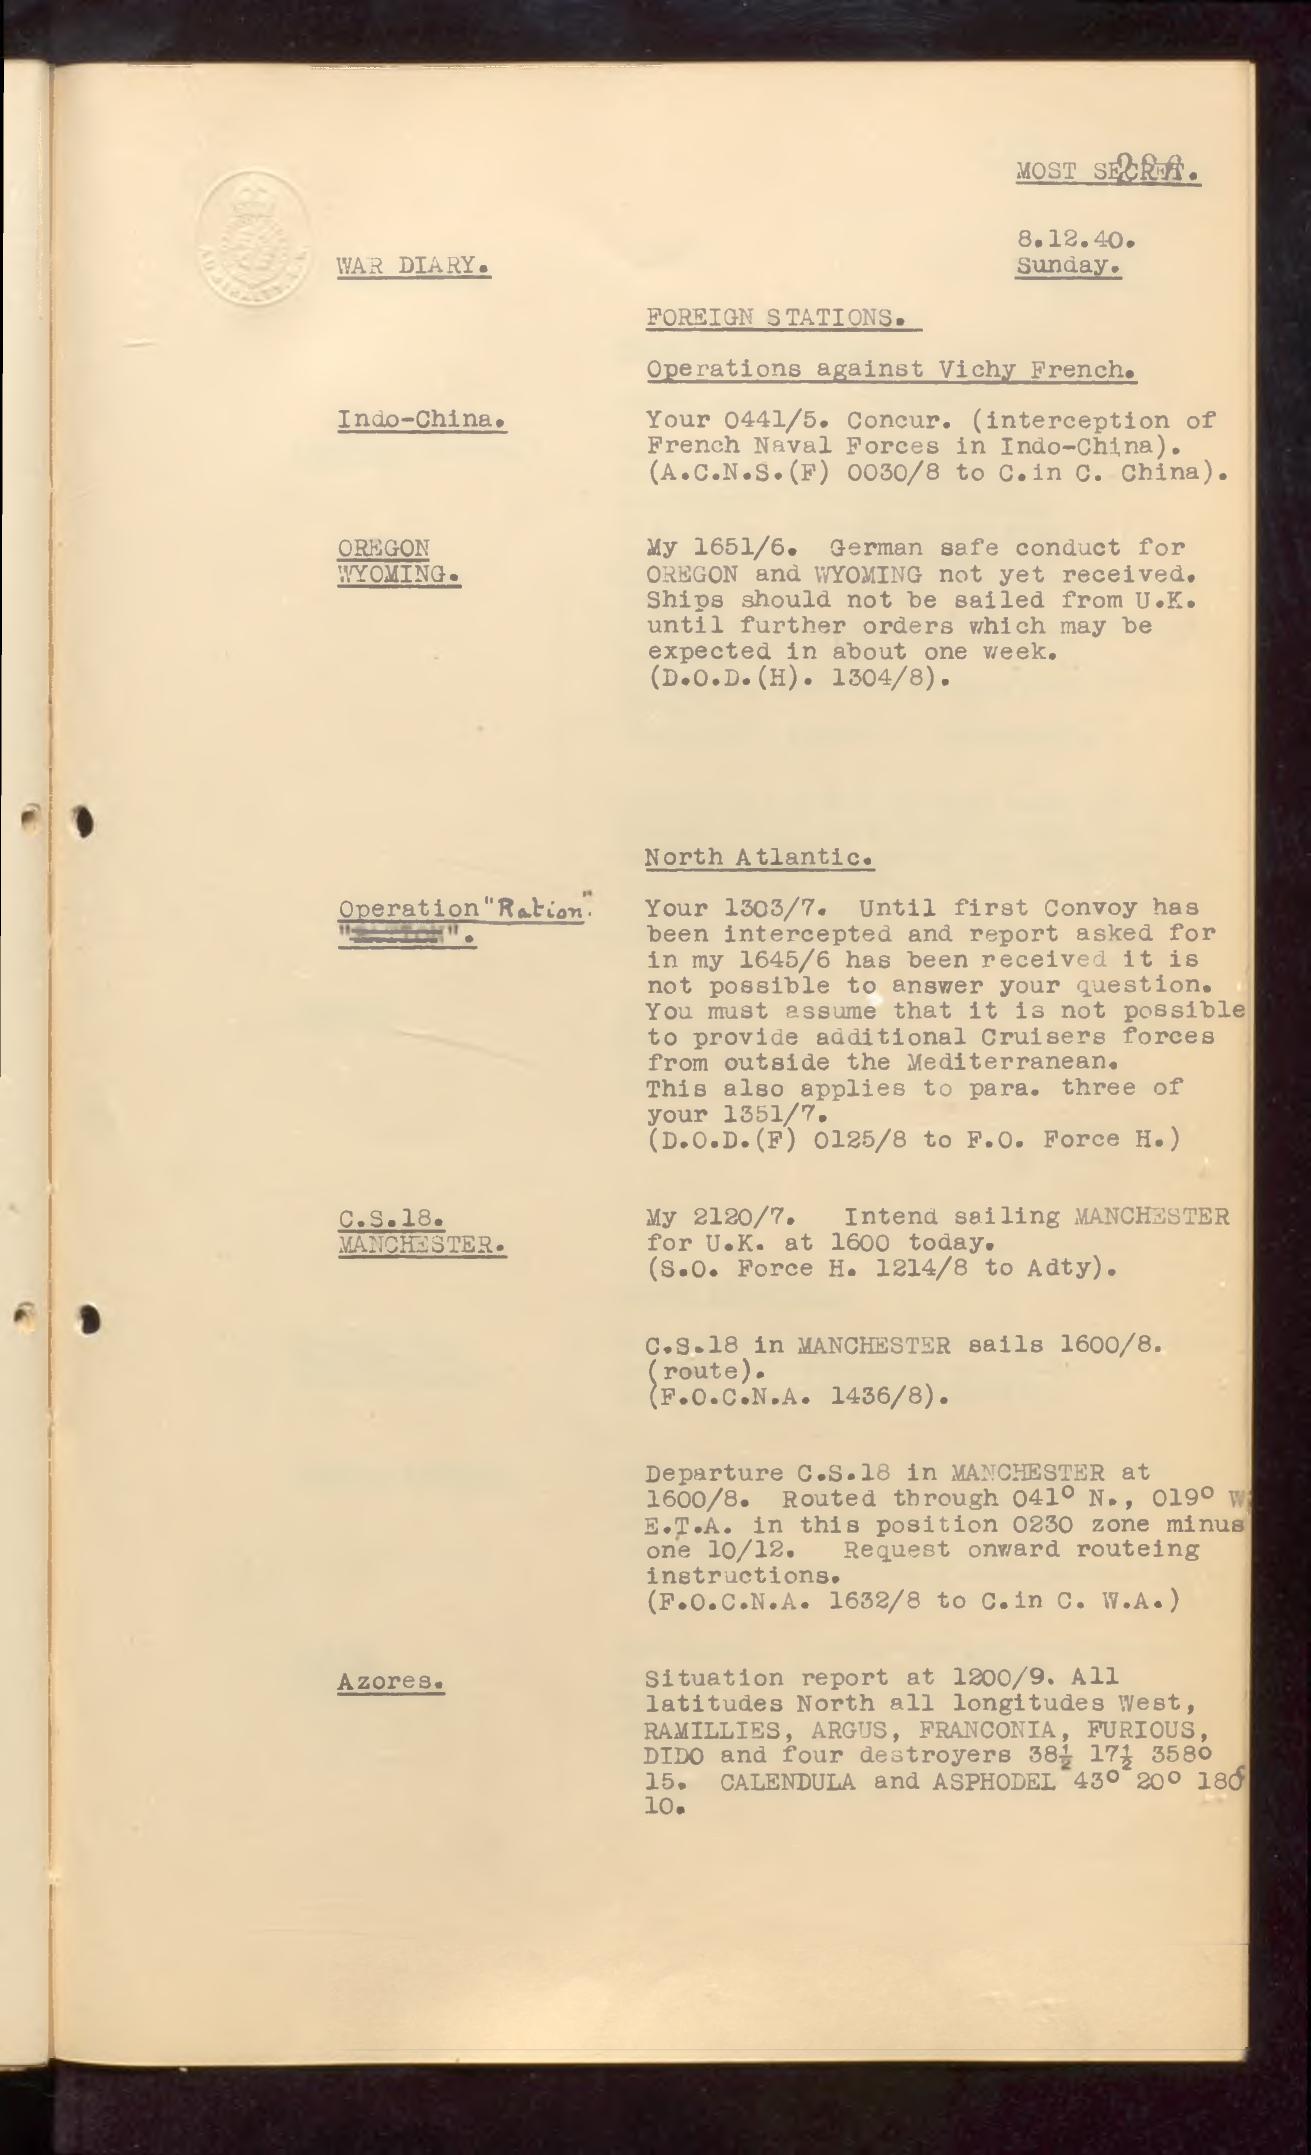 MOST SECRET.
8.12.40.
Sunday.
WAR DIARY.
FOREIGN STATIONS.
Operations against Vichy French.
Indo-China.
Your 0441/5. Concur. (interception of
French Naval Forces in Indo-China).
(A.C.N.S.(F) 0030/8 to C.in C. China).
OREGON
WYOMING.
My 1651/6. German safe conduct for
OREGON and WYOMING not yet received.
Ships should not be sailed from U.K.
until further orders which may be
expected in about one week.
(D.O.D.(H). 1304/8).
North Atlantic.
Operation "Ration".
Your 1303/7. Until first Convoy has
been intercepted and report asked for
in my 1645/6 has been received it is
not possible to answer your question.
You must assume that it is not possible
to provide additional Cruisers forces
from outside the Mediterranean.
This also applies to para. three of
your 1351/7.
(D.O.D.(F) 0125/8 to F.O. Force H.)
C.S.18.
MANCHESTER.
My 2120/7. Intend sailing MANCHESTER
for U.K. at 1600 today.
(S.O. Force H. 1214/8 to Adty).
C.S.18 in MANCHESTER sails 1600/8.
(route).
(F.O.C.N.A. 1436/8).
Departure C.S.18 in MANCHESTER at
1600/8. Routed through 041° N., 019° W
E.T.A. in this position 0230 zone minus
one 10/12. Request onward routeing
instructions.
(F.O.C.N.A. 1632/8 to C.in C. W.A.)
Azores.
Situation report at 1200/9. All
latitudes North all longitudes West,
RAMILLIES, ARGUS, FRANCONIA, FURIOUS,
DIDO and four destroyers 38½ 17½ 358°
15. CALENDULA and ASPHODEL 43° 20° 180°
10.